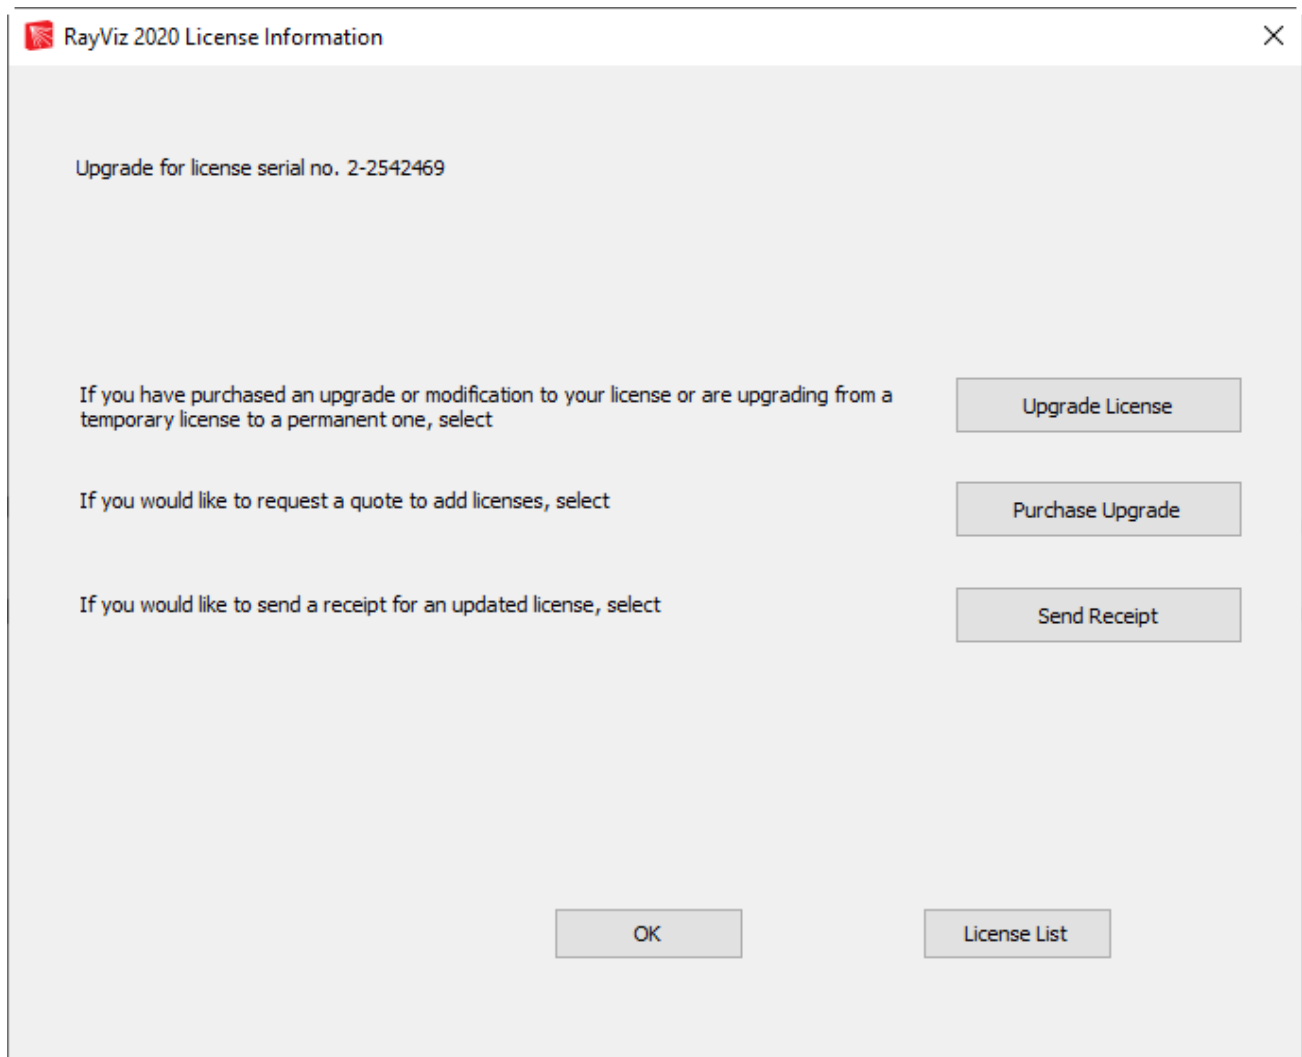 RayViz 2020 License Information
Upgrade for license serial no. 2-2542469
If you have purchased an upgrade or modification to your license or are upgrading from a
temporary license to a permanent one, select
Upgrade License
If you would like to request a quote to add licenses, select
Purchase Upgrade
If you would like to send a receipt for an updated license, select
Send Receipt
OK
License List